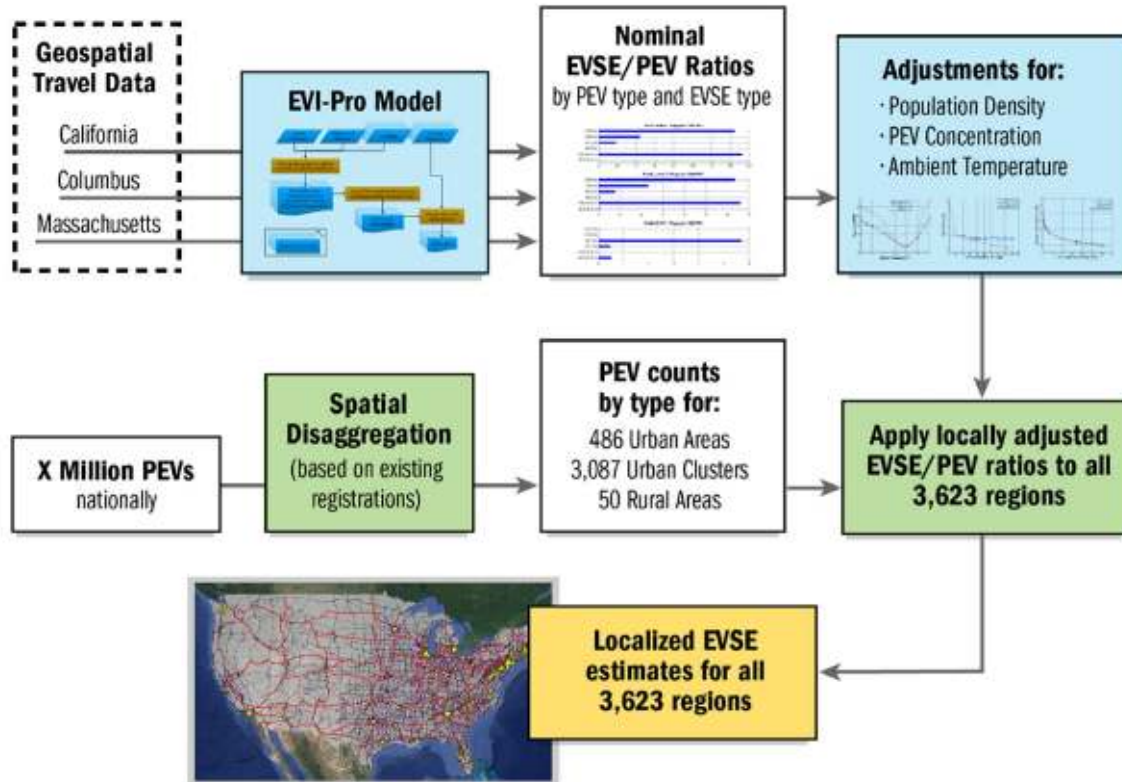 Geospatial
Travel Data
California
Columbus
Massachusetts
EVI-Pro Model
Nominal
EVSE/PEV Ratios
by PEV type and EVSE type
Adjustments for:
· Population Density
· PEV Concentration
· Ambient Temperature
X Million PEVs
nationally
Spatial
Disaggregation
(based on existing
registrations)
PEV counts
by type for:
486 Urban Areas
3,087 Urban Clusters
50 Rural Areas
Apply locally adjusted
EVSE/PEV ratios to all
3,623 regions
Localized EVSE
estimates for all
3,623 regions